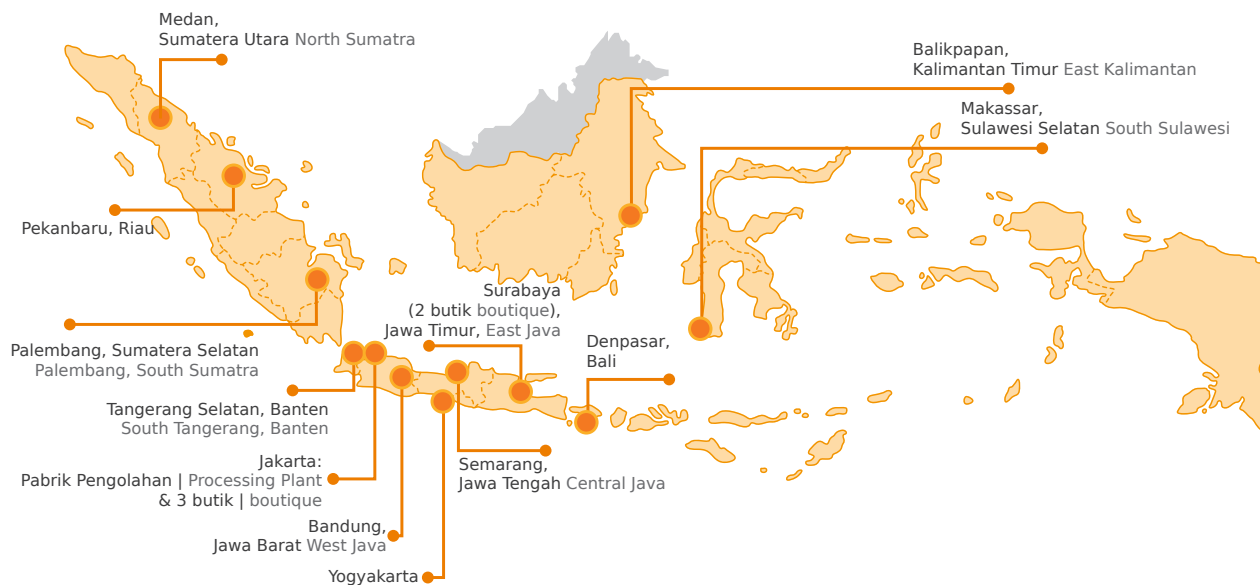 Medan,
Sumatera Utara North Sumatra
Balikpapan,
Kalimantan Timur East Kalimantan
Makassar,
Sulawesi Selatan South Sulawesi
Pekanbaru, Riau
Surabaya
(2 butik boutique),
Jawa Timur, East Java
Denpasar,
Bali
Palembang, Sumatera Selatan
Palembang, South Sumatra
Tangerang Selatan, Banten
South Tangerang, Banten
Jakarta:
Pabrik Pengolahan | Processing Plant
& 3 butik | boutique
Semarang,
Jawa Tengah Central Java
Bandung,
Jawa Barat West Java
Yogyakarta